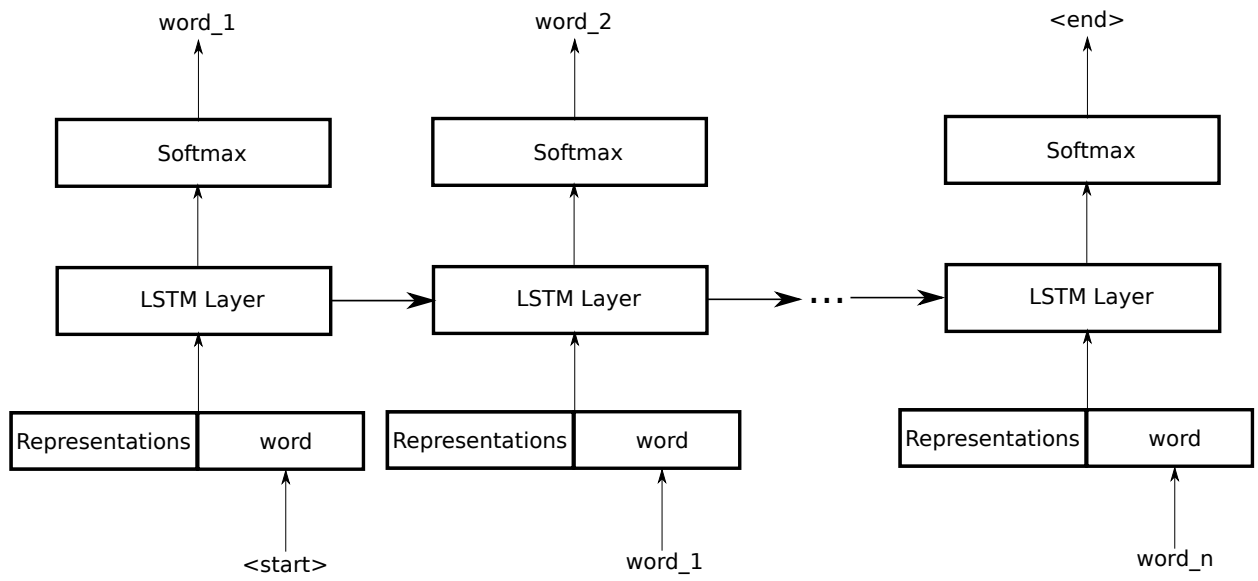 word_1
word_2
<end>
Softmax
Softmax
Softmax
LSTM Layer
LSTM Layer
...
LSTM Layer
Representations
word
Representations
word
Representations
word
<start>
word_1
word_n